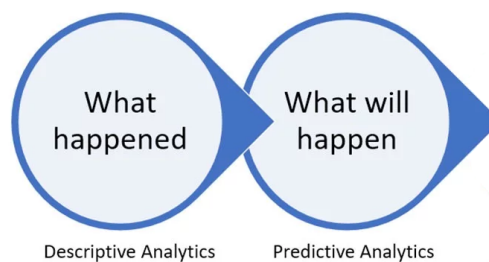 What
happened
What will
happen
Descriptive Analytics
Predictive Analytics